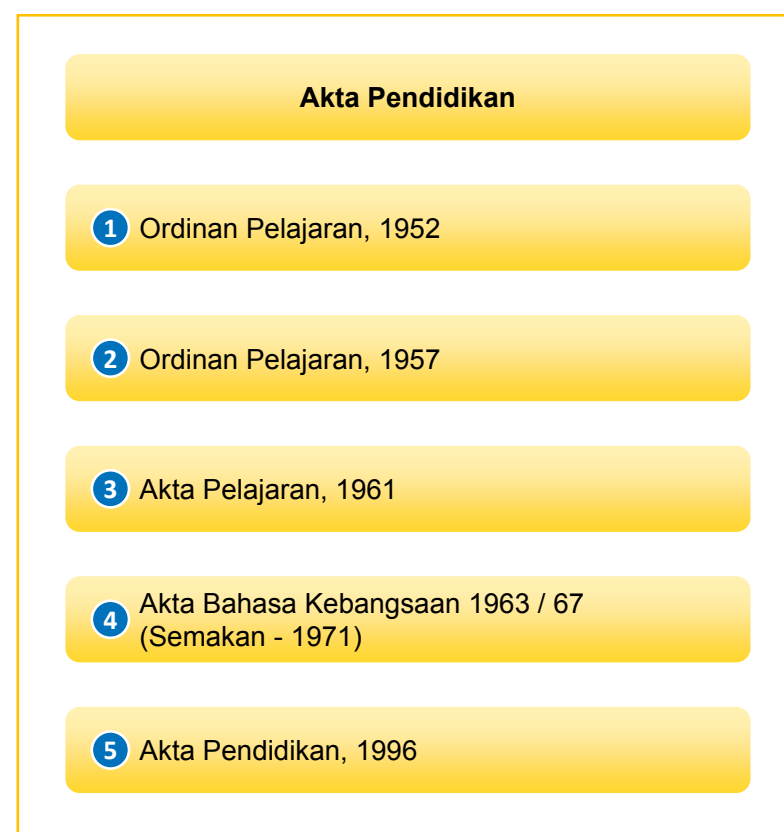 Akta Pendidikan
1 Ordinan Pelajaran, 1952
2 Ordinan Pelajaran, 1957
3 Akta Pelajaran, 1961
4 Akta Bahasa Kebangsaan 1963 / 67
(Semakan - 1971)
5 Akta Pendidikan, 1996